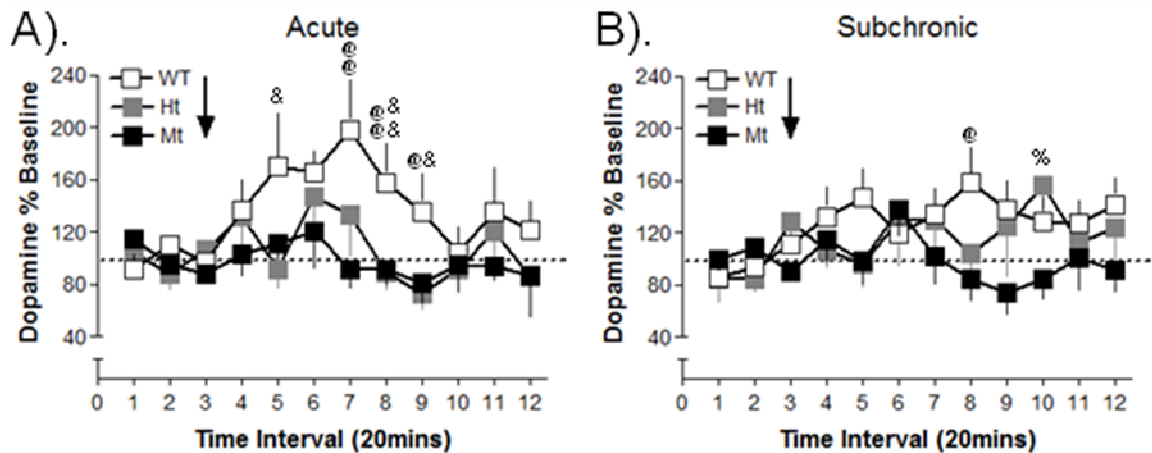 A).
Acute
Dopamine % Baseline
240
200
160
120
80
40
WT
Ht
Mt
&
@@
@&
@&
@&
0 1 2 3 4 5 6 7 8 9 10 11 12
Time Interval (20mins)
B).
Subchronic
Dopamine % Baseline
240
200
160
120
80
40
WT
Ht
Mt
@
%
0 1 2 3 4 5 6 7 8 9 10 11 12
Time Interval (20mins)